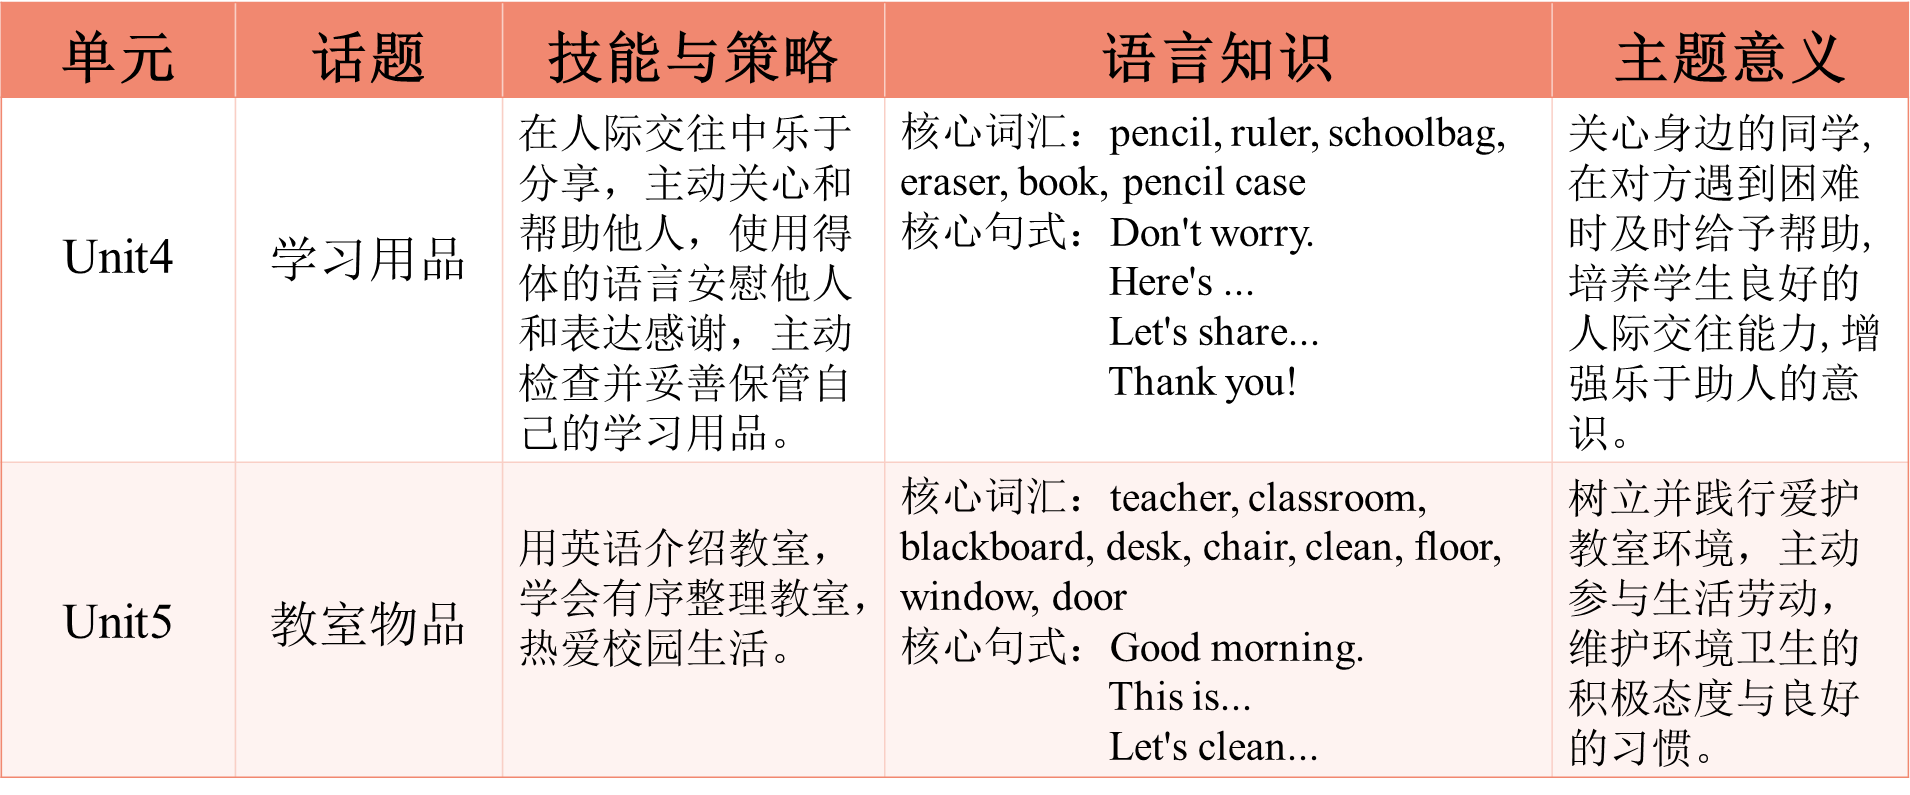 单元 话题 技能与策略 语言知识 主题意义
Unit4
学习用品
在人际交往中乐于
分享，主动关心和
帮助他人，使用得
体的语言安慰他人
和表达感谢，主动
检查并妥善保管自
己的学习用品。
核心词汇：pencil, ruler, schoolbag,
eraser, book, pencil case
核心句式：Don't worry.
Here's ...
Let's share...
Thank you!
关心身边的同学,
在对方遇到困难
时及时给予帮助,
培养学生良好的
人际交往能力, 增
强乐于助人的意
识。
Unit5
教室物品
用英语介绍教室，
学会有序整理教室，
热爱校园生活。
核心词汇：teacher, classroom,
blackboard, desk, chair, clean, floor,
window, door
核心句式：Good morning.
This is...
Let's clean...
树立并践行爱护
教室环境，主动
参与生活劳动，
维护环境卫生的
积极态度与良好
的习惯。